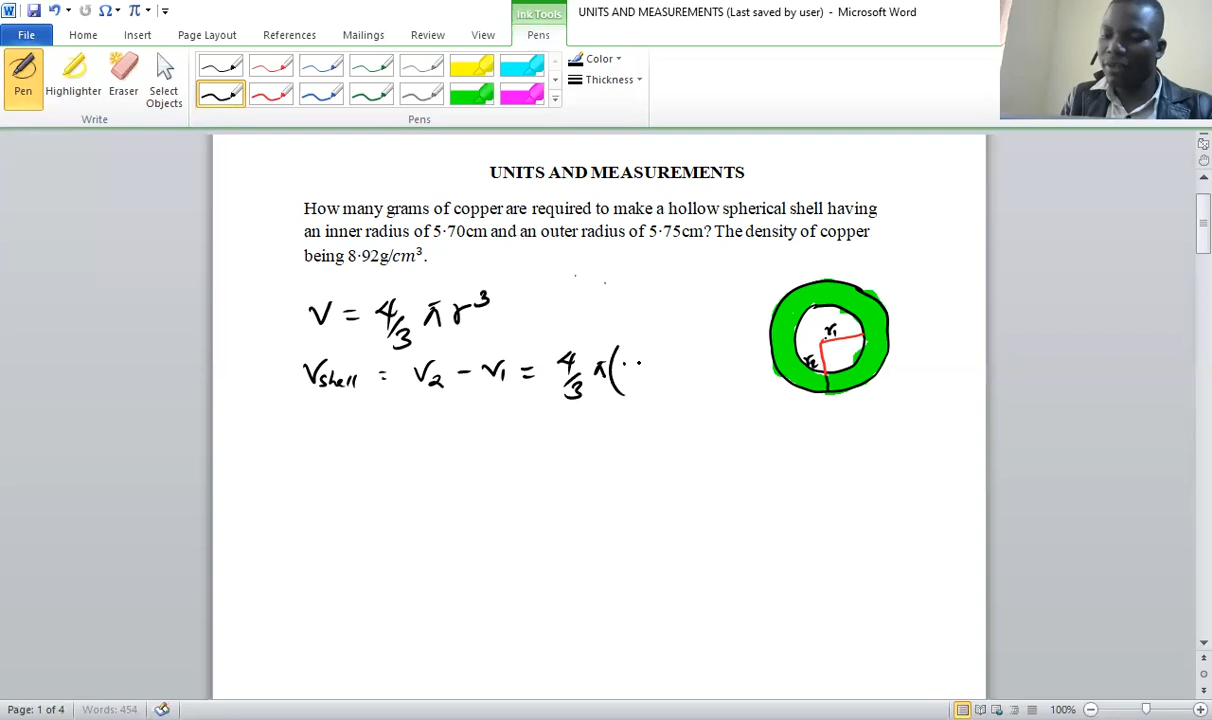 UNITS AND MEASUREMENTS (Last saved by user) - Microsoft Word
Ink Tools
File Home Insert Page Layout References Mailings Review View Pens
Pen Highlighter Eraser Select Objects
Color
Thickness
Write
Pens
UNITS AND MEASUREMENTS
How many grams of copper are required to make a hollow spherical shell having
an inner radius of 5·70cm and an outer radius of 5·75cm? The density of copper
being 8·92g/cm³.
V = 4/3 π r³
r1
r2
Vshell = V2 - V1 = 4/3 π(
Page: 1 of 4 Words: 454
100%